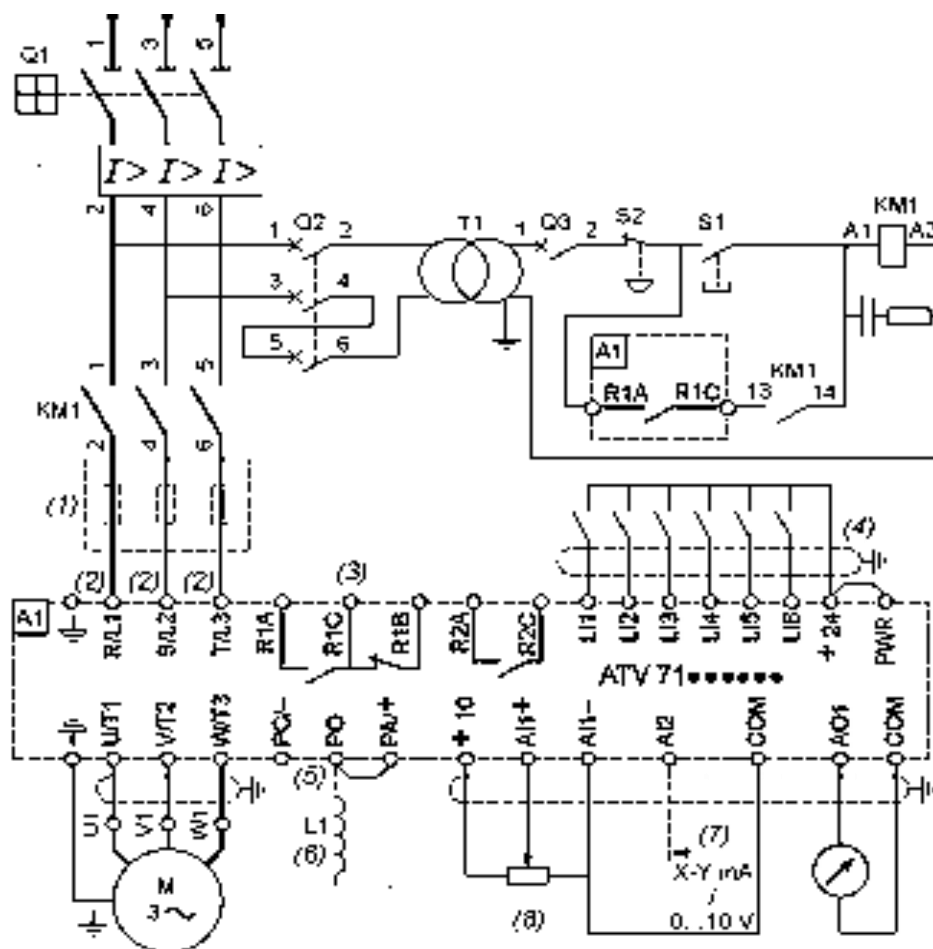 1 3 5
Q1
I> I> I>
2 4 6
1 Q2 2 T1 1 Q3 2 S2 S1 A1 KM1 A2
3 4
5 6
A1
R1A R1C 13 KM1 14
1 3 5
KM1
2 4 6
(1)
(4)
(2) (2) (2) (3)
A1
R/L1 S/L2 T/L3 R1A R1C R1B R2A R2C LI1 LI2 LI3 LI4 LI5 LI6 +24 PWR
ATV 71••••••
U/T1 V/T2 W/T3 PC/- PO PA/+ +10 AI1+ AI1- AI2 COM AO1 COM
(5)
U1 V1 W1
L1
(6)
(7)
X-Y mA
/
0...10 V
(8)
M
3~